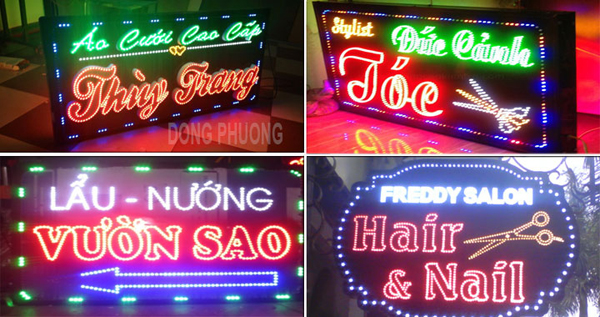 Áo Cưới Cao Cấp
Thùy Trang
DONG PHUONG
Stylist
Đức Cảnh
Tóc
LẨU - NƯỚNG
VƯỜN SAO
FREDDY SALON
Hair
& Nail